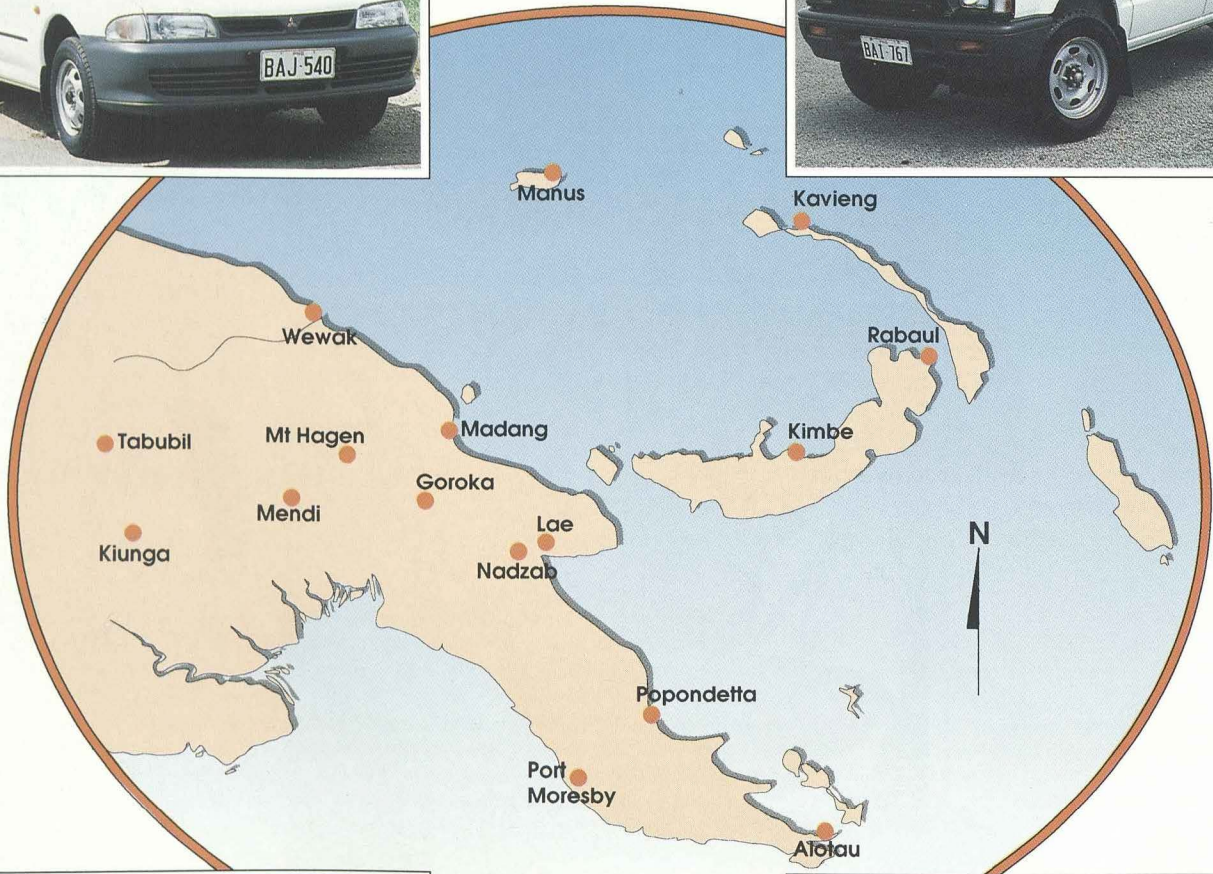 BAJ·540
BAI·767
Manus
Kavieng
Wewak
Rabaul
Tabubil
Mt Hagen
Madang
Kimbe
Goroka
Mendi
Lae
Kiunga
Nadzab
N
Popondetta
Port
Moresby
Alotau